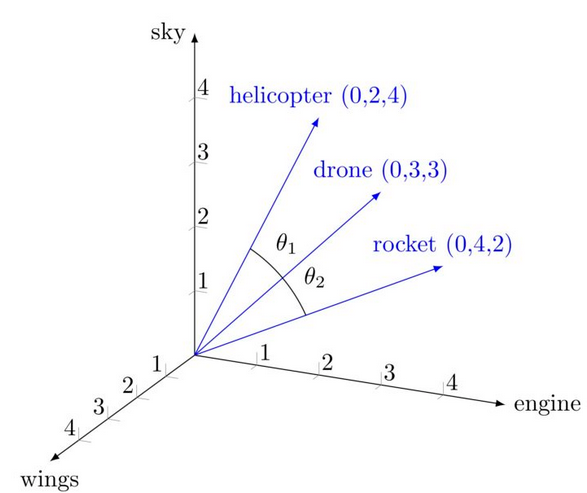 sky
4
helicopter (0,2,4)
3
drone (0,3,3)
2
θ₁
rocket (0,4,2)
θ₂
1
1
1
2
2
3
3
4
4
engine
wings